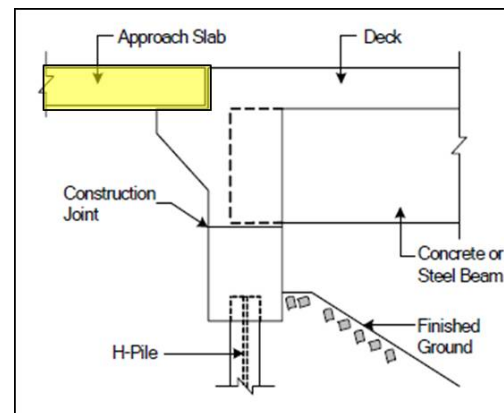 Approach Slab
Deck
Construction
Joint
Concrete or
Steel Beam
Finished
Ground
H-Pile